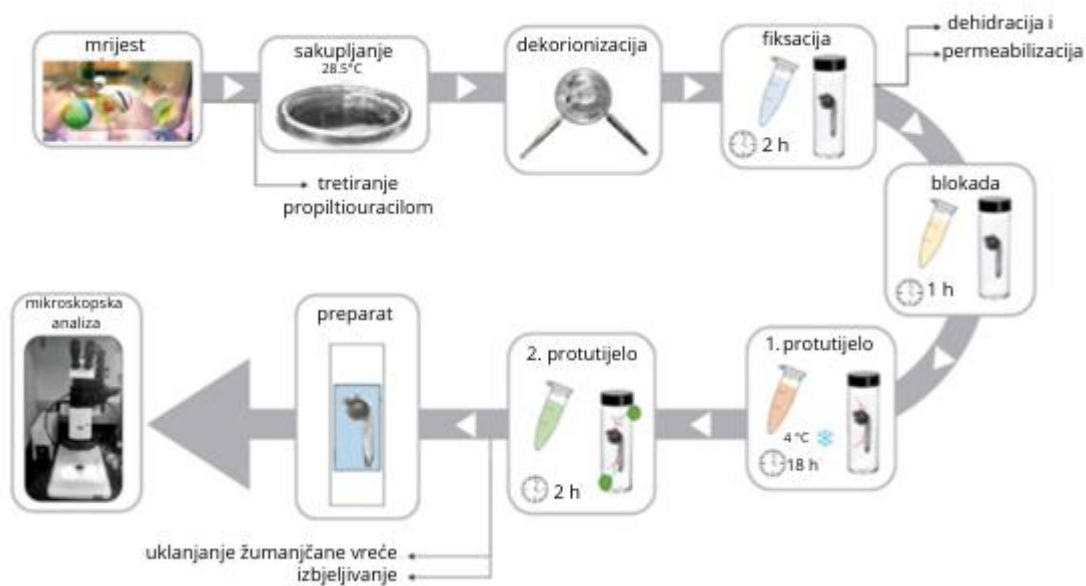 mrijest
sakupljanje
28.5°C
dekorionizacija
fiksacija
2 h
dehidracija i
permeabilizacija
tretiranje
propiltiouracilom
blokada
1 h
1. protutijelo
4 °C
18 h
2. protutijelo
2 h
preparat
mikroskopska
analiza
uklanjanje žumanjčane vreće
izbjeljivanje